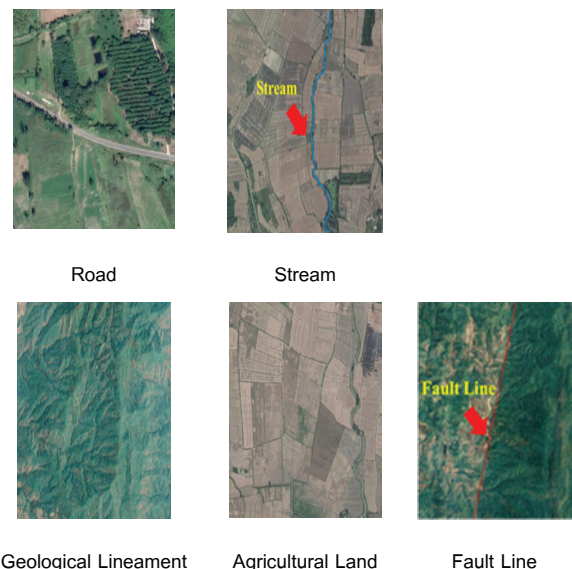 Stream
Road
Stream
Fault Line
Geological Lineament
Agricultural Land
Fault Line